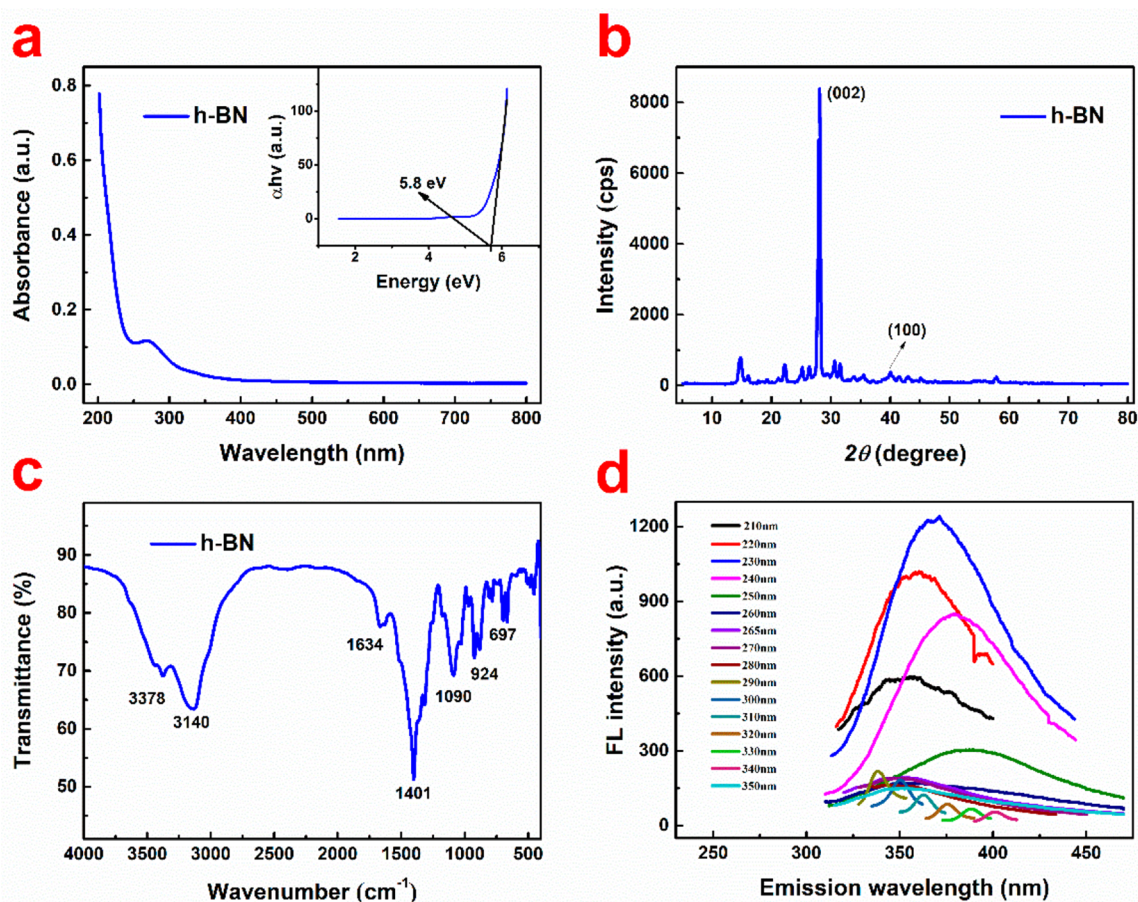 a
h-BN
Absorbance (a.u.)
0.8
0.6
0.4
0.2
0.0
200 300 400 500 600 700 800
Wavelength (nm)
αhν (a.u.)
100
50
0
5.8 eV
2 4 6
Energy (eV)
b
h-BN
(002)
(100)
Intensity (cps)
8000
6000
4000
2000
0
10 20 30 40 50 60 70 80
2θ (degree)
c
h-BN
Transmittance (%)
90
80
70
60
50
3378
3140
1634
1401
1090
924
697
4000 3500 3000 2500 2000 1500 1000 500
Wavenumber (cm⁻¹)
d
FL intensity (a.u.)
1200
900
600
300
0
210nm
220nm
230nm
240nm
250nm
260nm
265nm
270nm
280nm
290nm
300nm
310nm
320nm
330nm
340nm
350nm
250 300 350 400 450
Emission wavelength (nm)